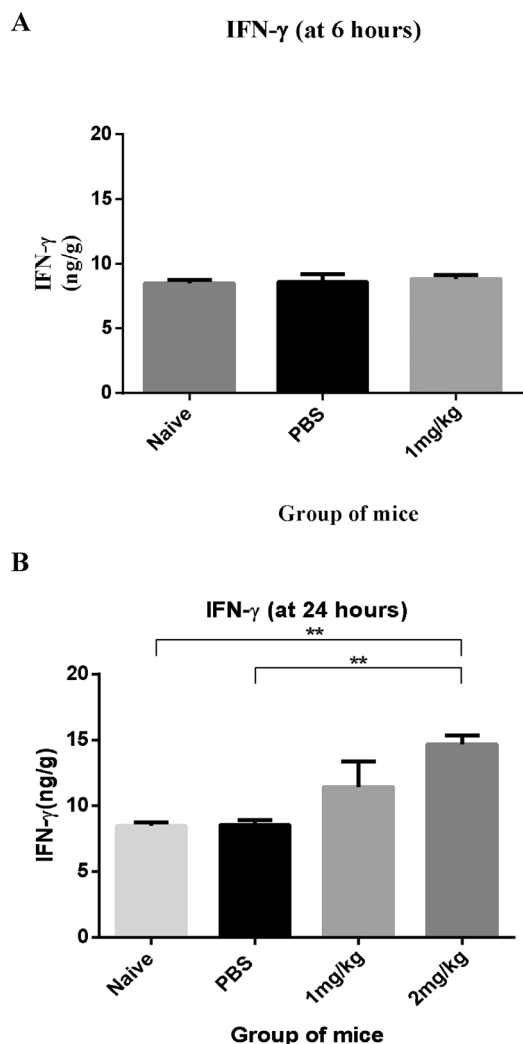 A
IFN-γ (at 6 hours)
20
15
10
5
0
IFN-γ
(ng/g)
Naive
PBS
1mg/kg
Group of mice
B
IFN-γ (at 24 hours)
**
**
20
15
10
5
0
IFN-γ(ng/g)
Naive
PBS
1mg/kg
2mg/kg
Group of mice